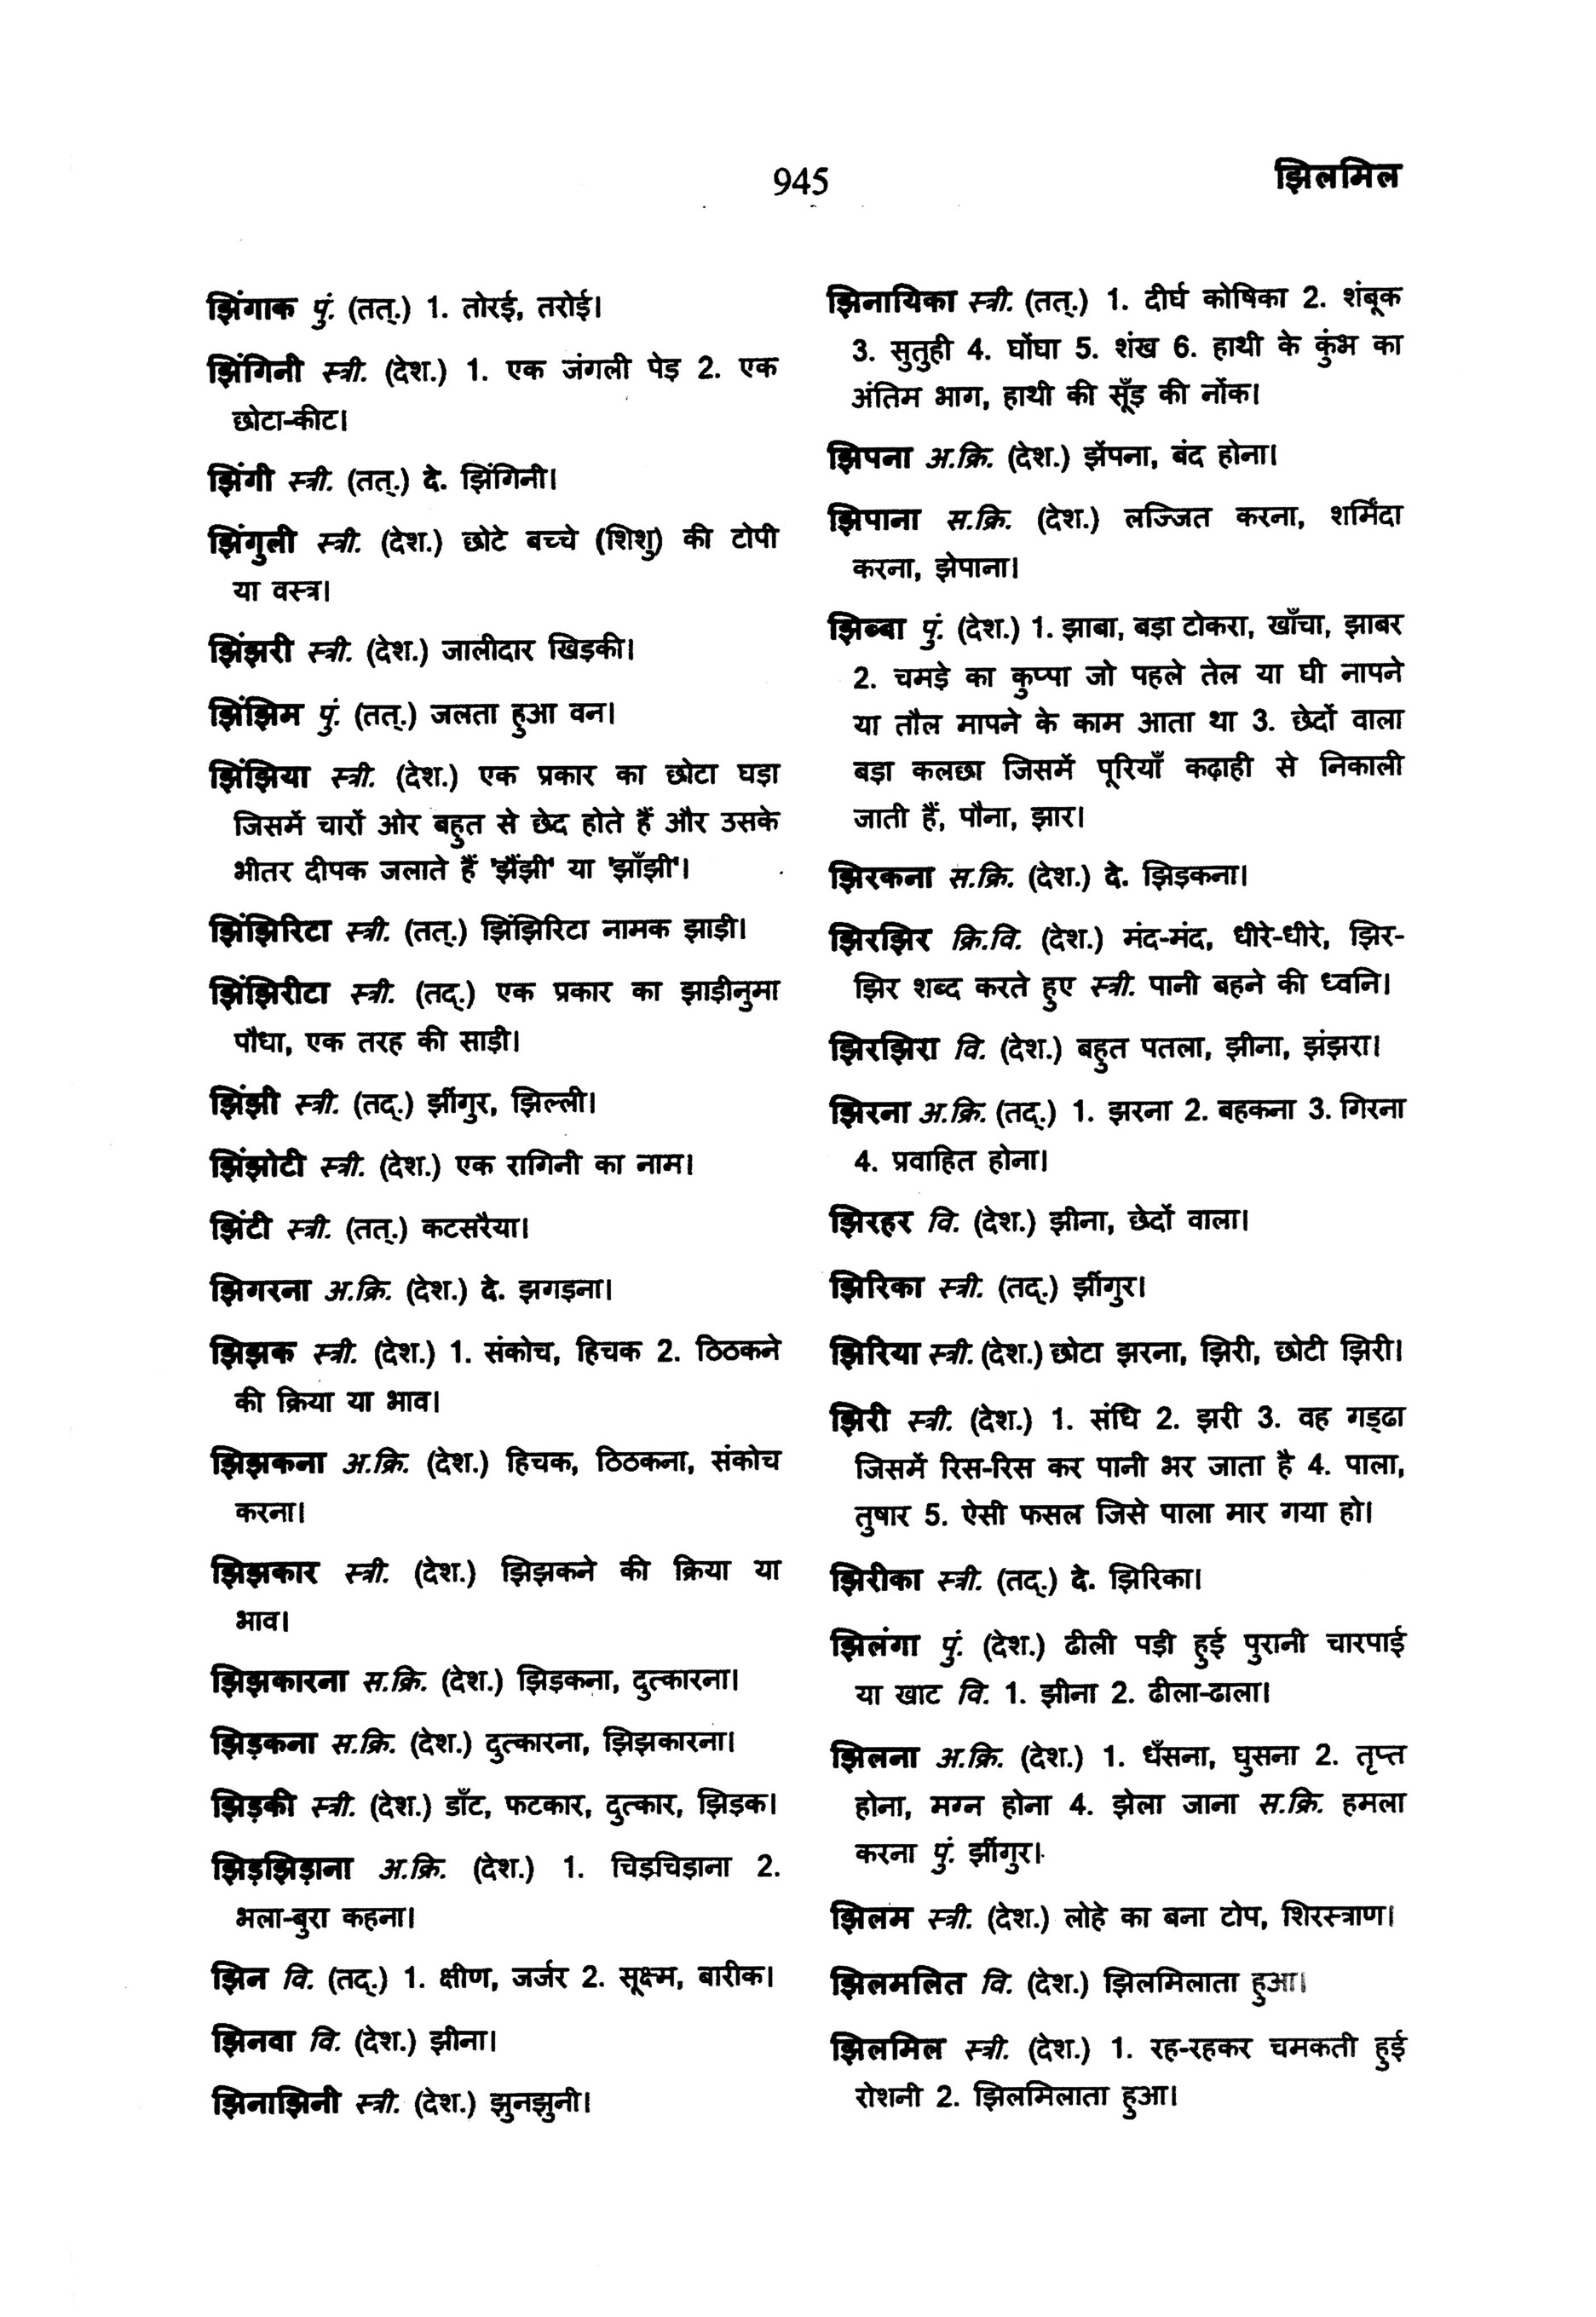 945
झिलमिल
झिंगाक पुं. (तत्.) 1. तोरई, तरोई।
झिंगिनी स्त्री. (देश.) 1. एक जंगली पेड़ 2. एक
छोटा-कीट।
झिंगी स्त्री. (तत्.) दे. झिंगिनी।
झिंगुली स्त्री. (देश.) छोटे बच्चे (शिशु) की टोपी
या वस्त्र।
झिंझरी स्त्री. (देश.) जालीदार खिड़की।
झिंझिम पुं. (तत्.) जलता हुआ वन।
झिंझिया स्त्री. (देश.) एक प्रकार का छोटा घड़ा
जिसमें चारों ओर बहुत से छेद होते हैं और उसके
भीतर दीपक जलाते हैं 'झैंझी' या 'झाँझी'।
झिंझिरिटा स्त्री. (तत्.) झिंझिरिटा नामक झाड़ी।
झिंझिरीटा स्त्री. (तद्.) एक प्रकार का झाड़ीनुमा
पौधा, एक तरह की साड़ी।
झिंझी स्त्री. (तद्.) झींगुर, झिल्ली।
झिंझोटी स्त्री. (देश.) एक रागिनी का नाम।
झिंटी स्त्री. (तत्.) कटसरैया।
झिगरना अ.क्रि. (देश.) दे. झगड़ना।
झिझक स्त्री. (देश.) 1. संकोच, हिचक 2. ठिठकने
की क्रिया या भाव।
झिझकना अ.क्रि. (देश.) हिचक, ठिठकना, संकोच
करना।
झिझकार स्त्री. (देश.) झिझकने की क्रिया या
भाव।
झिझकारना स.क्रि. (देश.) झिड़कना, दुत्कारना।
झिड़कना स.क्रि. (देश.) दुत्कारना, झिझकारना।
झिड़की स्त्री. (देश.) डाँट, फटकार, दुत्कार, झिड़क।
झिड़झिड़ाना अ.क्रि. (देश.) 1. चिड़चिड़ाना 2.
भला-बुरा कहना।
झिन वि. (तद्.) 1. क्षीण, जर्जर 2. सूक्ष्म, बारीक।
झिनवा वि. (देश.) झीना।
झिनाझिनी स्त्री. (देश.) झुनझुनी।
झिनायिका स्त्री. (तत्.) 1. दीर्घ कोषिका 2. शंबूक
3. सुतुही 4. घोंघा 5. शंख 6. हाथी के कुंभ का
अंतिम भाग, हाथी की सूँड़ की नोंक।
झिपना अ.क्रि. (देश.) झेंपना, बंद होना।
झिपाना स.क्रि. (देश.) लज्जित करना, शर्मिंदा
करना, झेपाना।
झिब्बा पुं. (देश.) 1. झाबा, बड़ा टोकरा, खाँचा, झाबर
2. चमड़े का कुप्पा जो पहले तेल या घी नापने
या तौल मापने के काम आता था 3. छेदों वाला
बड़ा कलछा जिसमें पूरियाँ कढ़ाही से निकाली
जाती हैं, पौना, झार।
झिरकना स.क्रि. (देश.) दे. झिड़कना।
झिरझिर क्रि.वि. (देश.) मंद-मंद, धीरे-धीरे, झिर-
झिर शब्द करते हुए स्त्री. पानी बहने की ध्वनि।
झिरझिरा वि. (देश.) बहुत पतला, झीना, झंझरा।
झिरना अ.क्रि. (तद्.) 1. झरना 2. बहकना 3. गिरना
4. प्रवाहित होना।
झिरहर वि. (देश.) झीना, छेदों वाला।
झिरिका स्त्री. (तद्.) झींगुर।
झिरिया स्त्री. (देश.) छोटा झरना, झिरी, छोटी झिरी।
झिरी स्त्री. (देश.) 1. संधि 2. झरी 3. वह गड्ढा
जिसमें रिस-रिस कर पानी भर जाता है 4. पाला,
तुषार 5. ऐसी फसल जिसे पाला मार गया हो।
झिरीका स्त्री. (तद्.) दे. झिरिका।
झिलंगा पुं. (देश.) ढीली पड़ी हुई पुरानी चारपाई
या खाट वि. 1. झीना 2. ढीला-ढाला।
झिलना अ.क्रि. (देश.) 1. धँसना, घुसना 2. तृप्त
होना, मग्न होना 4. झेला जाना स.क्रि. हमला
करना पुं. झींगुर।
झिलम स्त्री. (देश.) लोहे का बना टोप, शिरस्त्राण।
झिलमलित वि. (देश.) झिलमिलाता हुआ।
झिलमिल स्त्री. (देश.) 1. रह-रहकर चमकती हुई
रोशनी 2. झिलमिलाता हुआ।